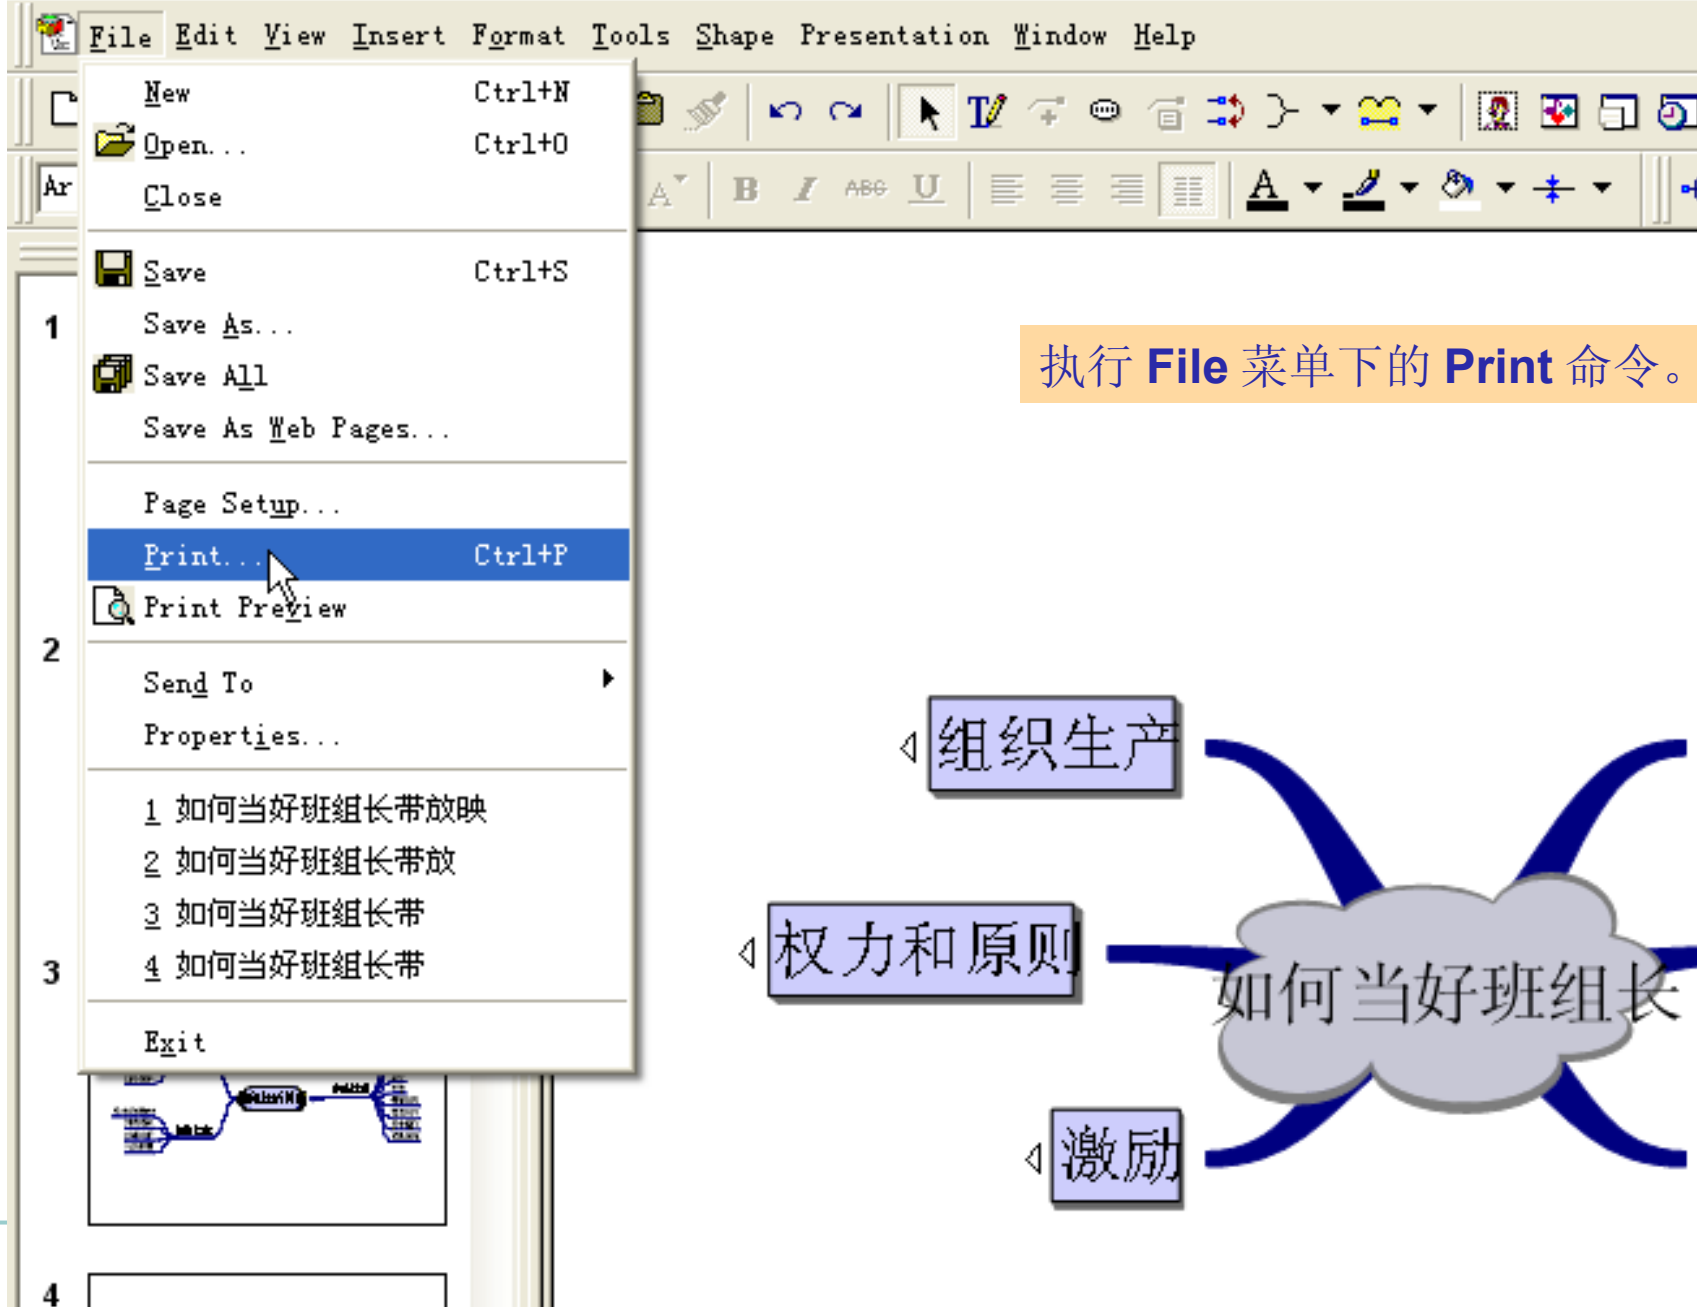 File Edit View Insert Format Tools Shape Presentation Window Help
New Ctrl+N
Open... Ctrl+O
Close
Ar
A B I ABC U A
Save Ctrl+S
Save As...
Save All
Save As Web Pages...
1
执行 File 菜单下的 Print 命令。
Page Setup...
Print... Ctrl+P
Print Preview
2
Send To
Properties...
组织生产
1 如何当好班组长带放映
2 如何当好班组长带放
3 如何当好班组长带
4 如何当好班组长带
3
权力和原则
如何当好班组长
Exit
激励
4